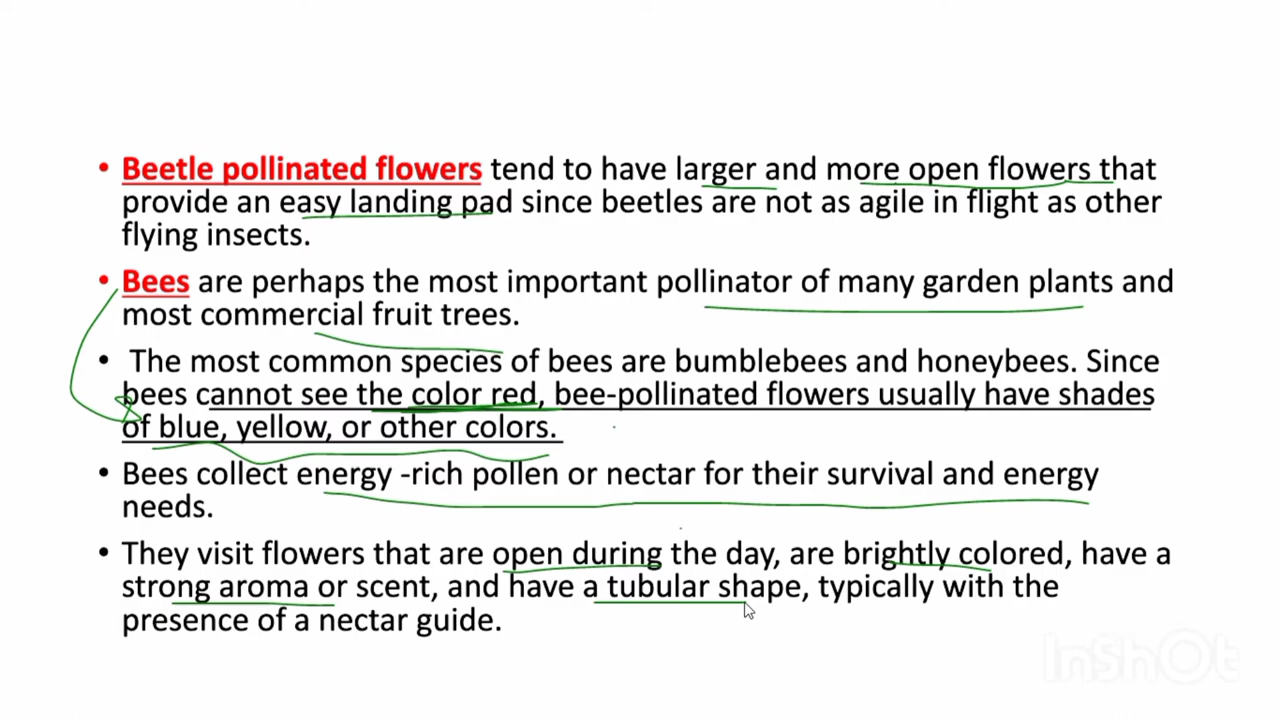 • Beetle pollinated flowers tend to have larger and more open flowers that
provide an easy landing pad since beetles are not as agile in flight as other
flying insects.
• Bees are perhaps the most important pollinator of many garden plants and
most commercial fruit trees.
• The most common species of bees are bumblebees and honeybees. Since
bees cannot see the color red, bee-pollinated flowers usually have shades
of blue, yellow, or other colors.
• Bees collect energy -rich pollen or nectar for their survival and energy
needs.
• They visit flowers that are open during the day, are brightly colored, have a
strong aroma or scent, and have a tubular shape, typically with the
presence of a nectar guide.
InShOt